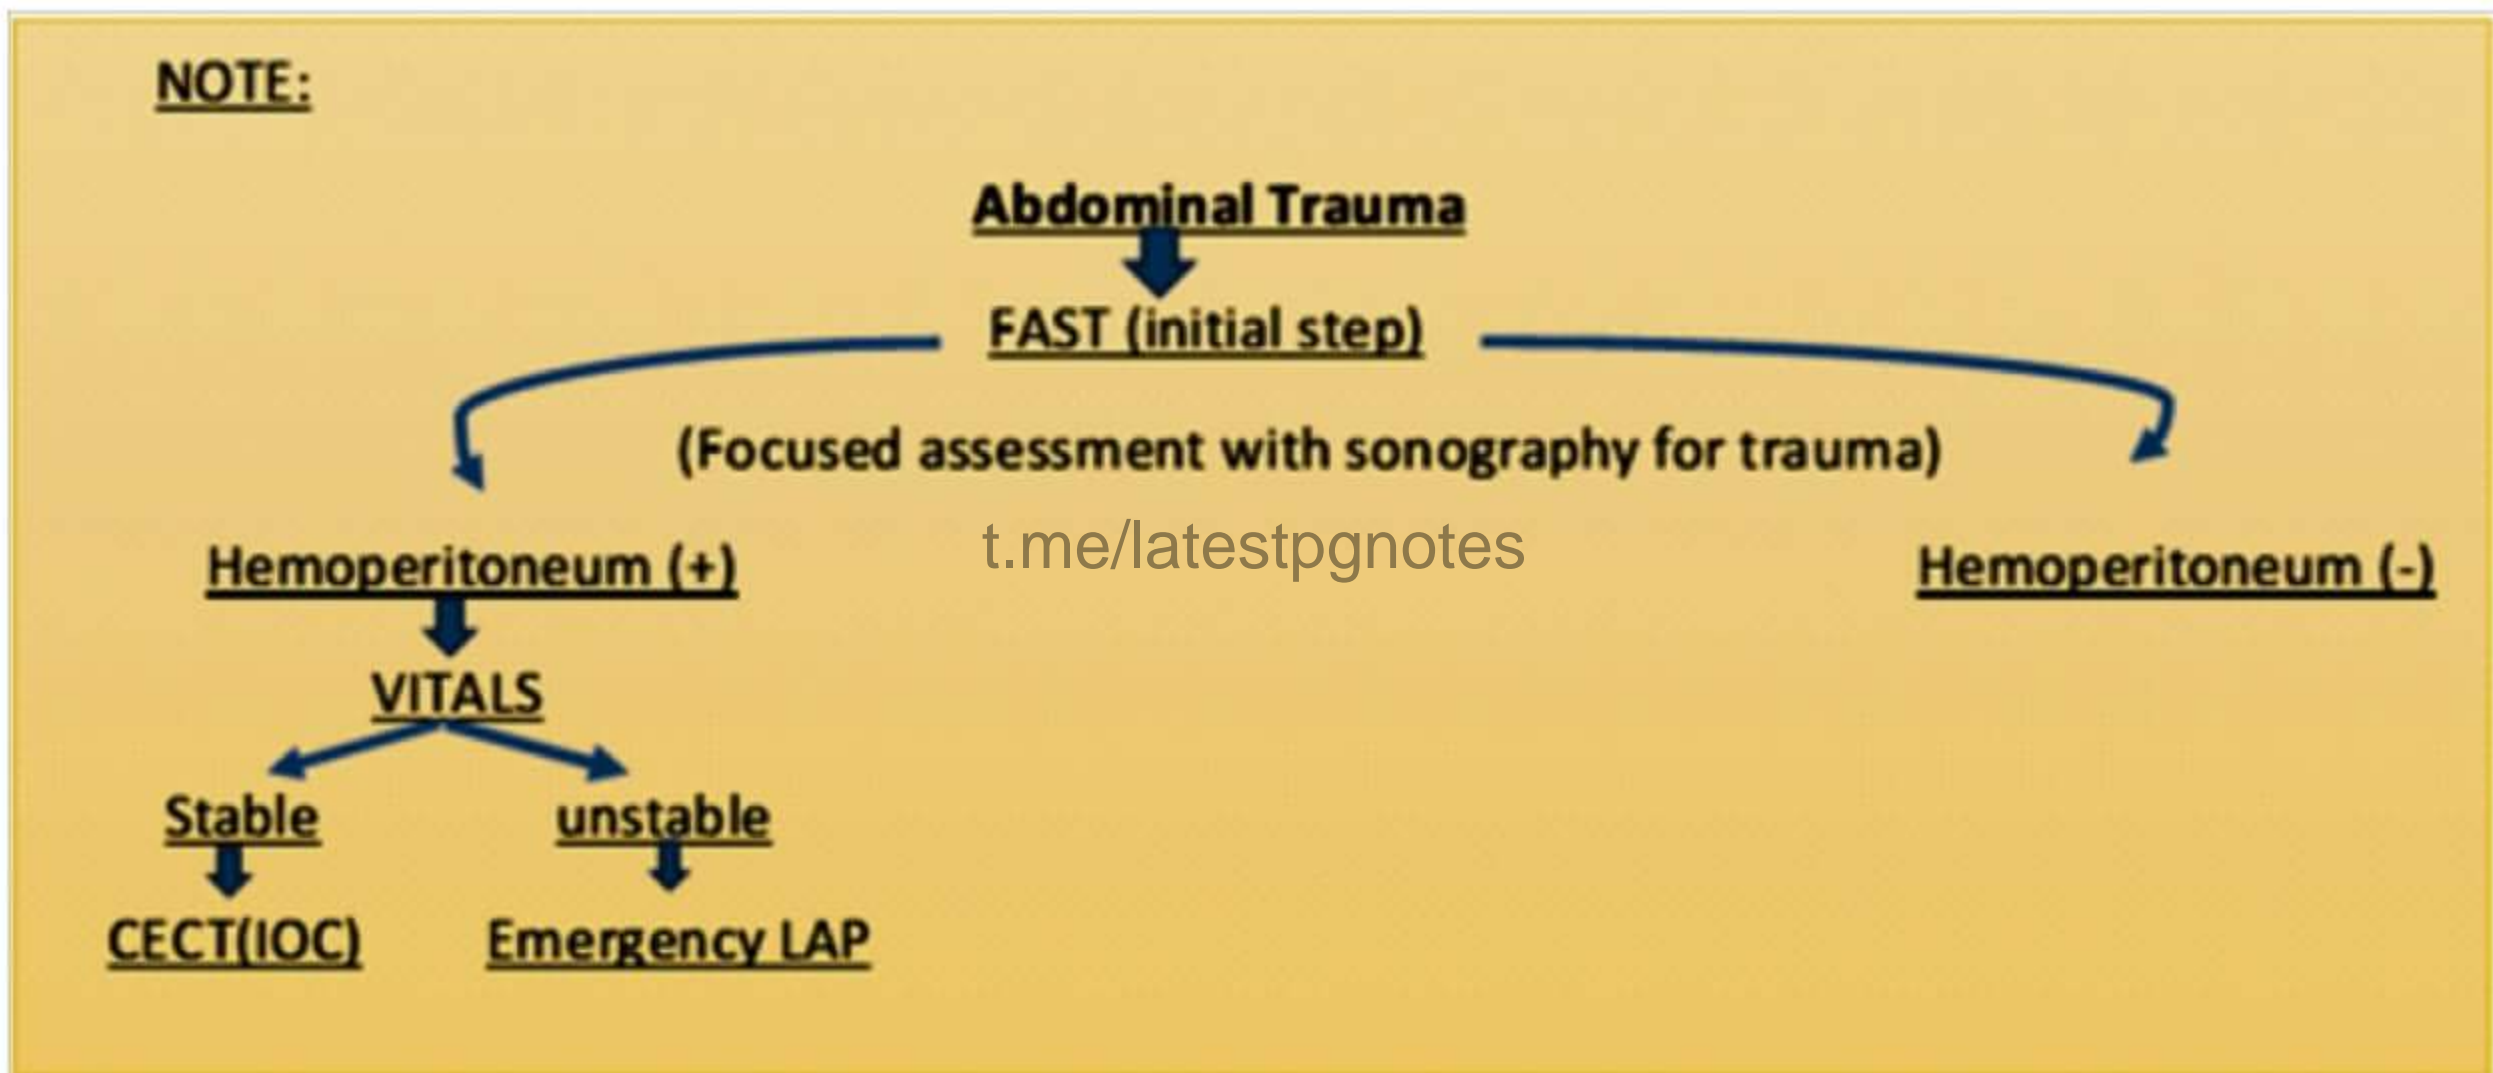 NOTE:
Abdominal Trauma
FAST (initial step)
(Focused assessment with sonography for trauma)
t.me/latestpgnotes
Hemoperitoneum (+)
Hemoperitoneum (-)
VITALS
Stable
unstable
CECT(IOC)
Emergency LAP